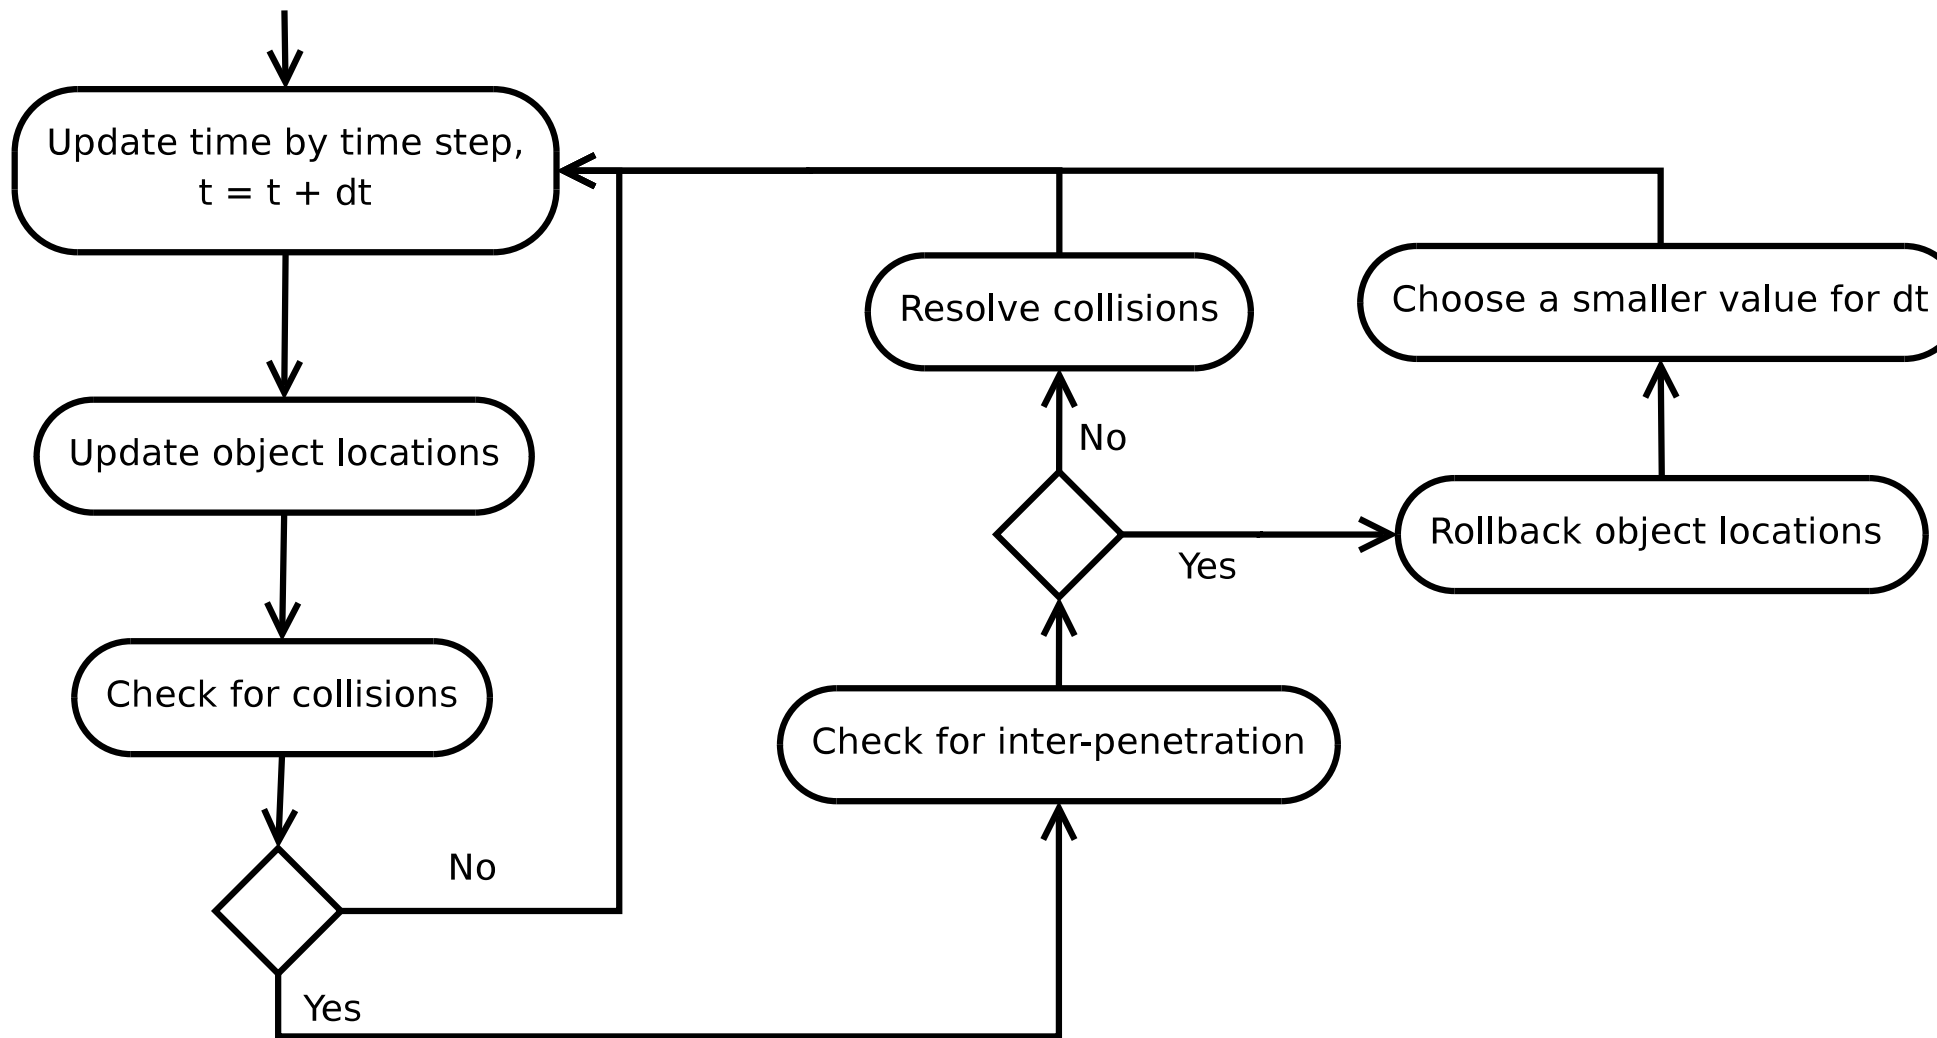 Update time by time step,
t = t + dt
Update object locations
Check for collisions
No
Yes
Check for inter-penetration
No
Yes
Resolve collisions
Rollback object locations
Choose a smaller value for dt